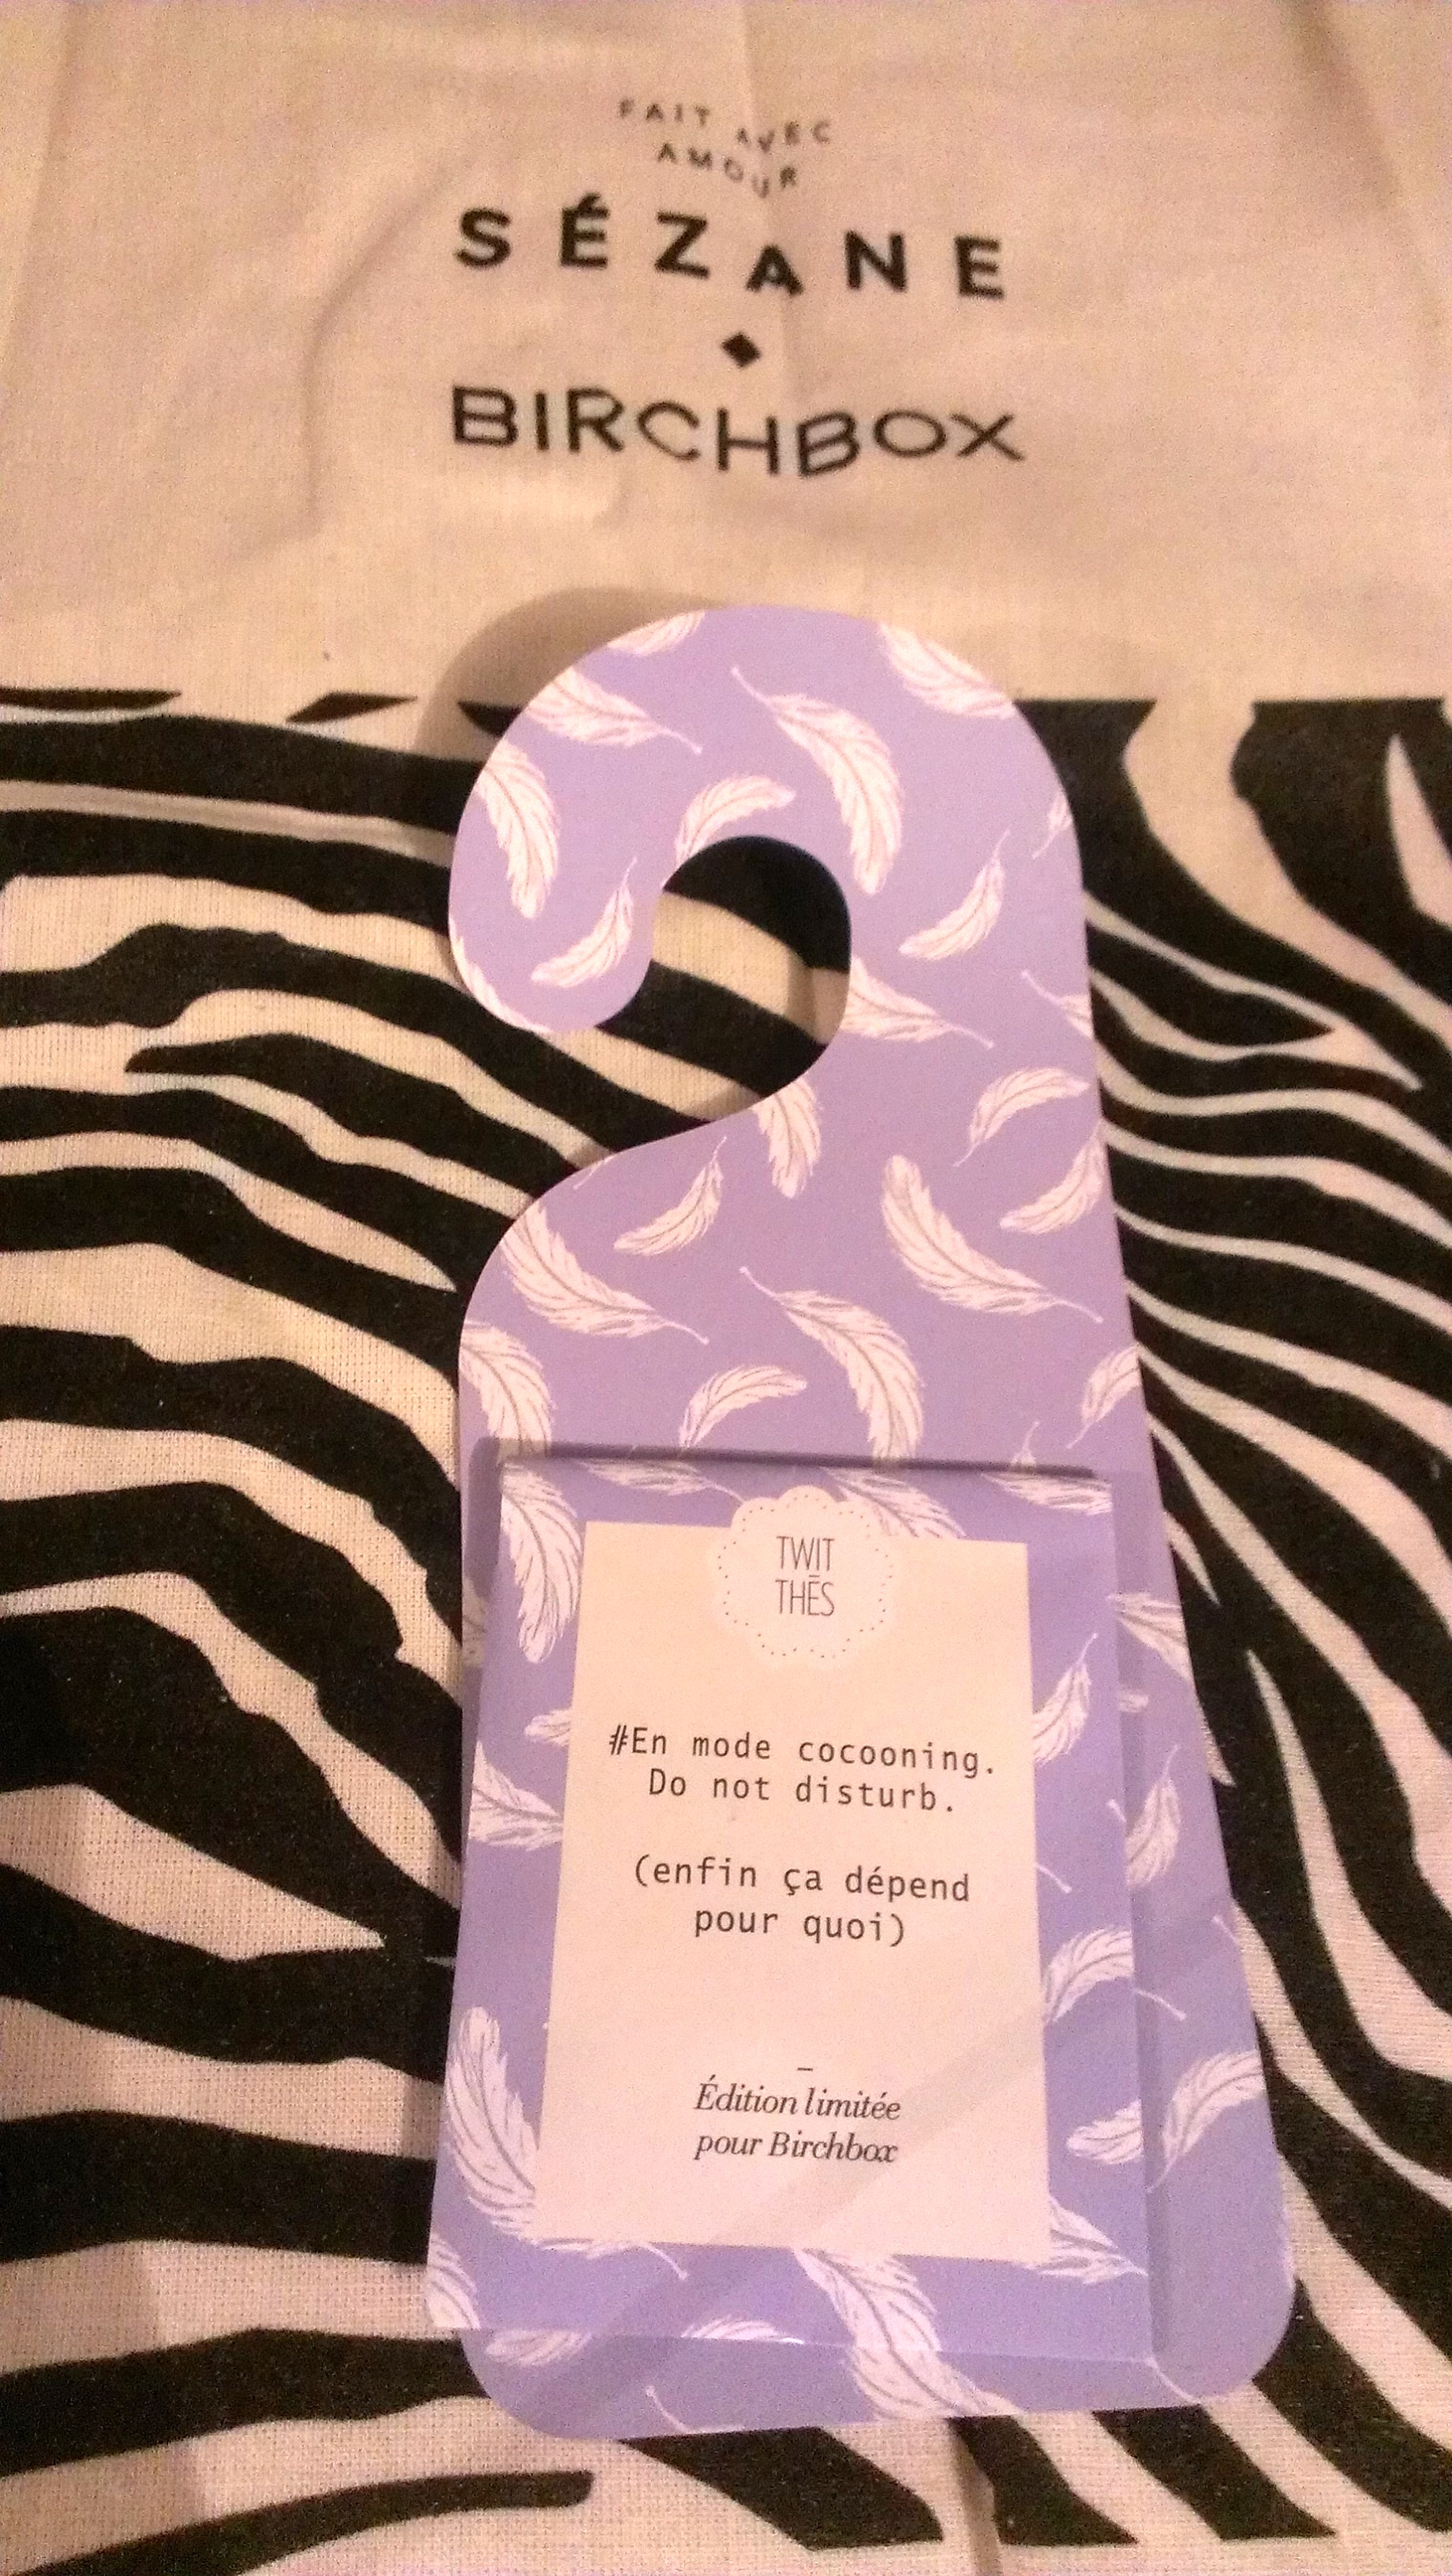 FAIT AVEC
AMOUR
SÉZANE
BIRCHBOX
TWIT
THĒS
#En mode cocooning.
Do not disturb.
(enfin ça dépend
pour quoi)
Édition limitée
pour Birchbox